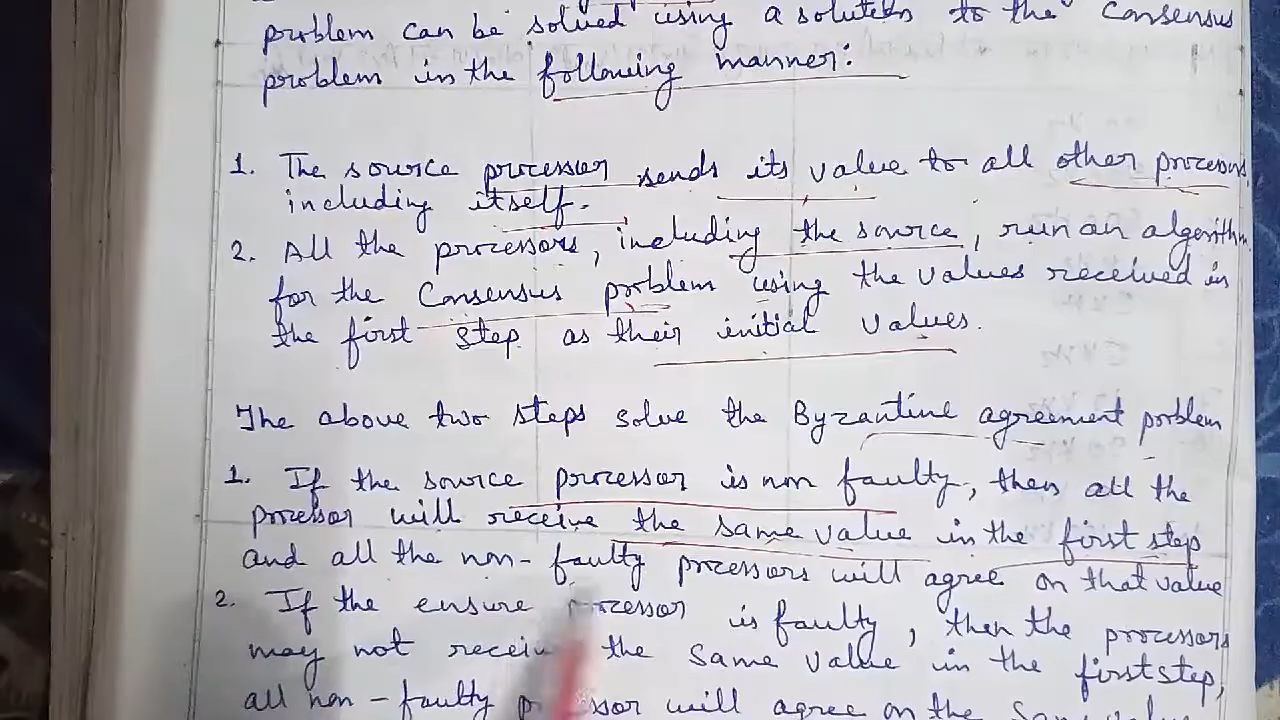 problem can be solved using a solution to the Consensus
problem in the following manner:
1. The source processor sends its value to all other processors
including itself.
2. All the processors, including the source, run an algorithm
for the Consensus problem using the values received in
the first step as their initial values.
The above two steps solve the Byzantine agreement problem
1. If the source processor is non faulty, then all the
processor will receive the same value in the first step
and all the non-faulty processors will agree on that value
2. If the ensure processor is faulty, then the processors
may not receive the same value in the first step,
all non-faulty processor will agree on the same value